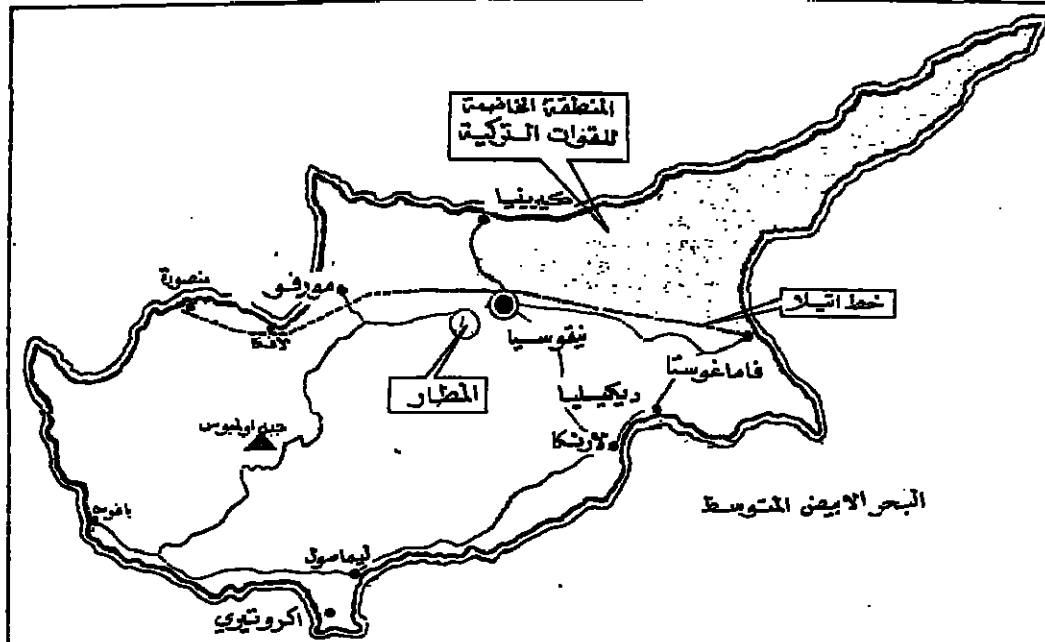 المنطقة الخاضعة
للقوات التركية
كيرينيا
منصورة
مورفو
لافكا
خط اتيلا
نيقوسيا
فاماغوستا
المطار
ديكيليا
لارنكا
جبل اولمبوس
البحر الابيض المتوسط
بافوس
ليماسول
اكروتيري